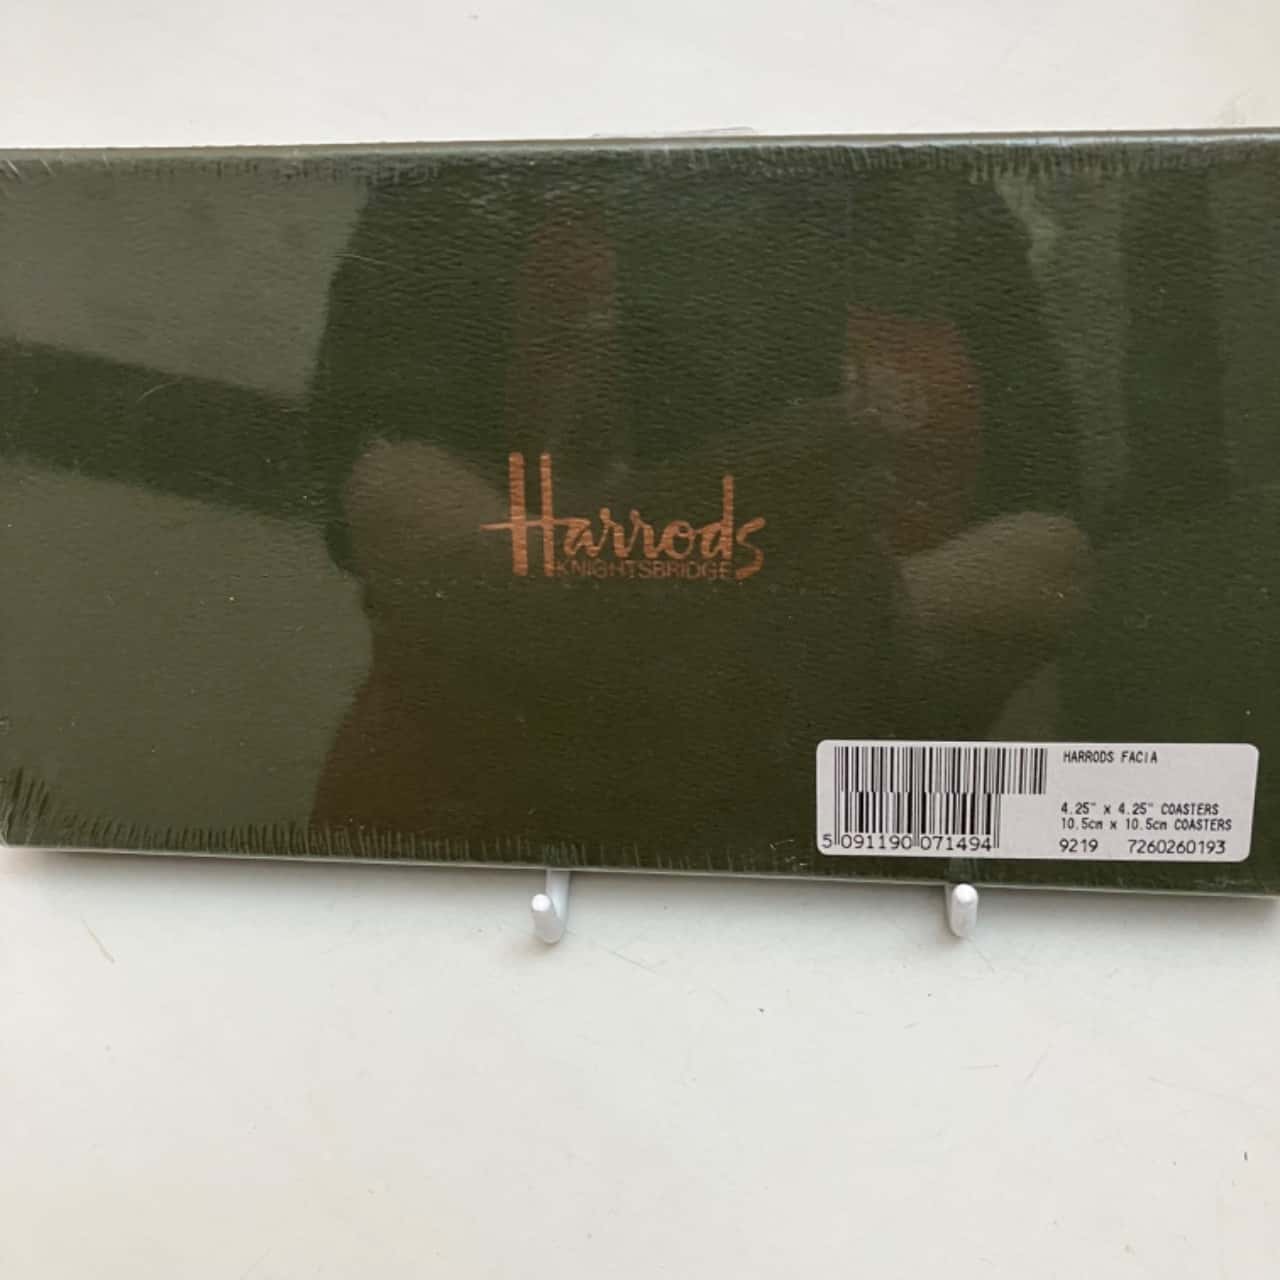 Harrods
KNIGHTSBRIDGE
HARRODS FACIA
4.25" x 4.25" COASTERS
10.5cm x 10.5cm COASTERS
5 091190 071494
9219 7260260193